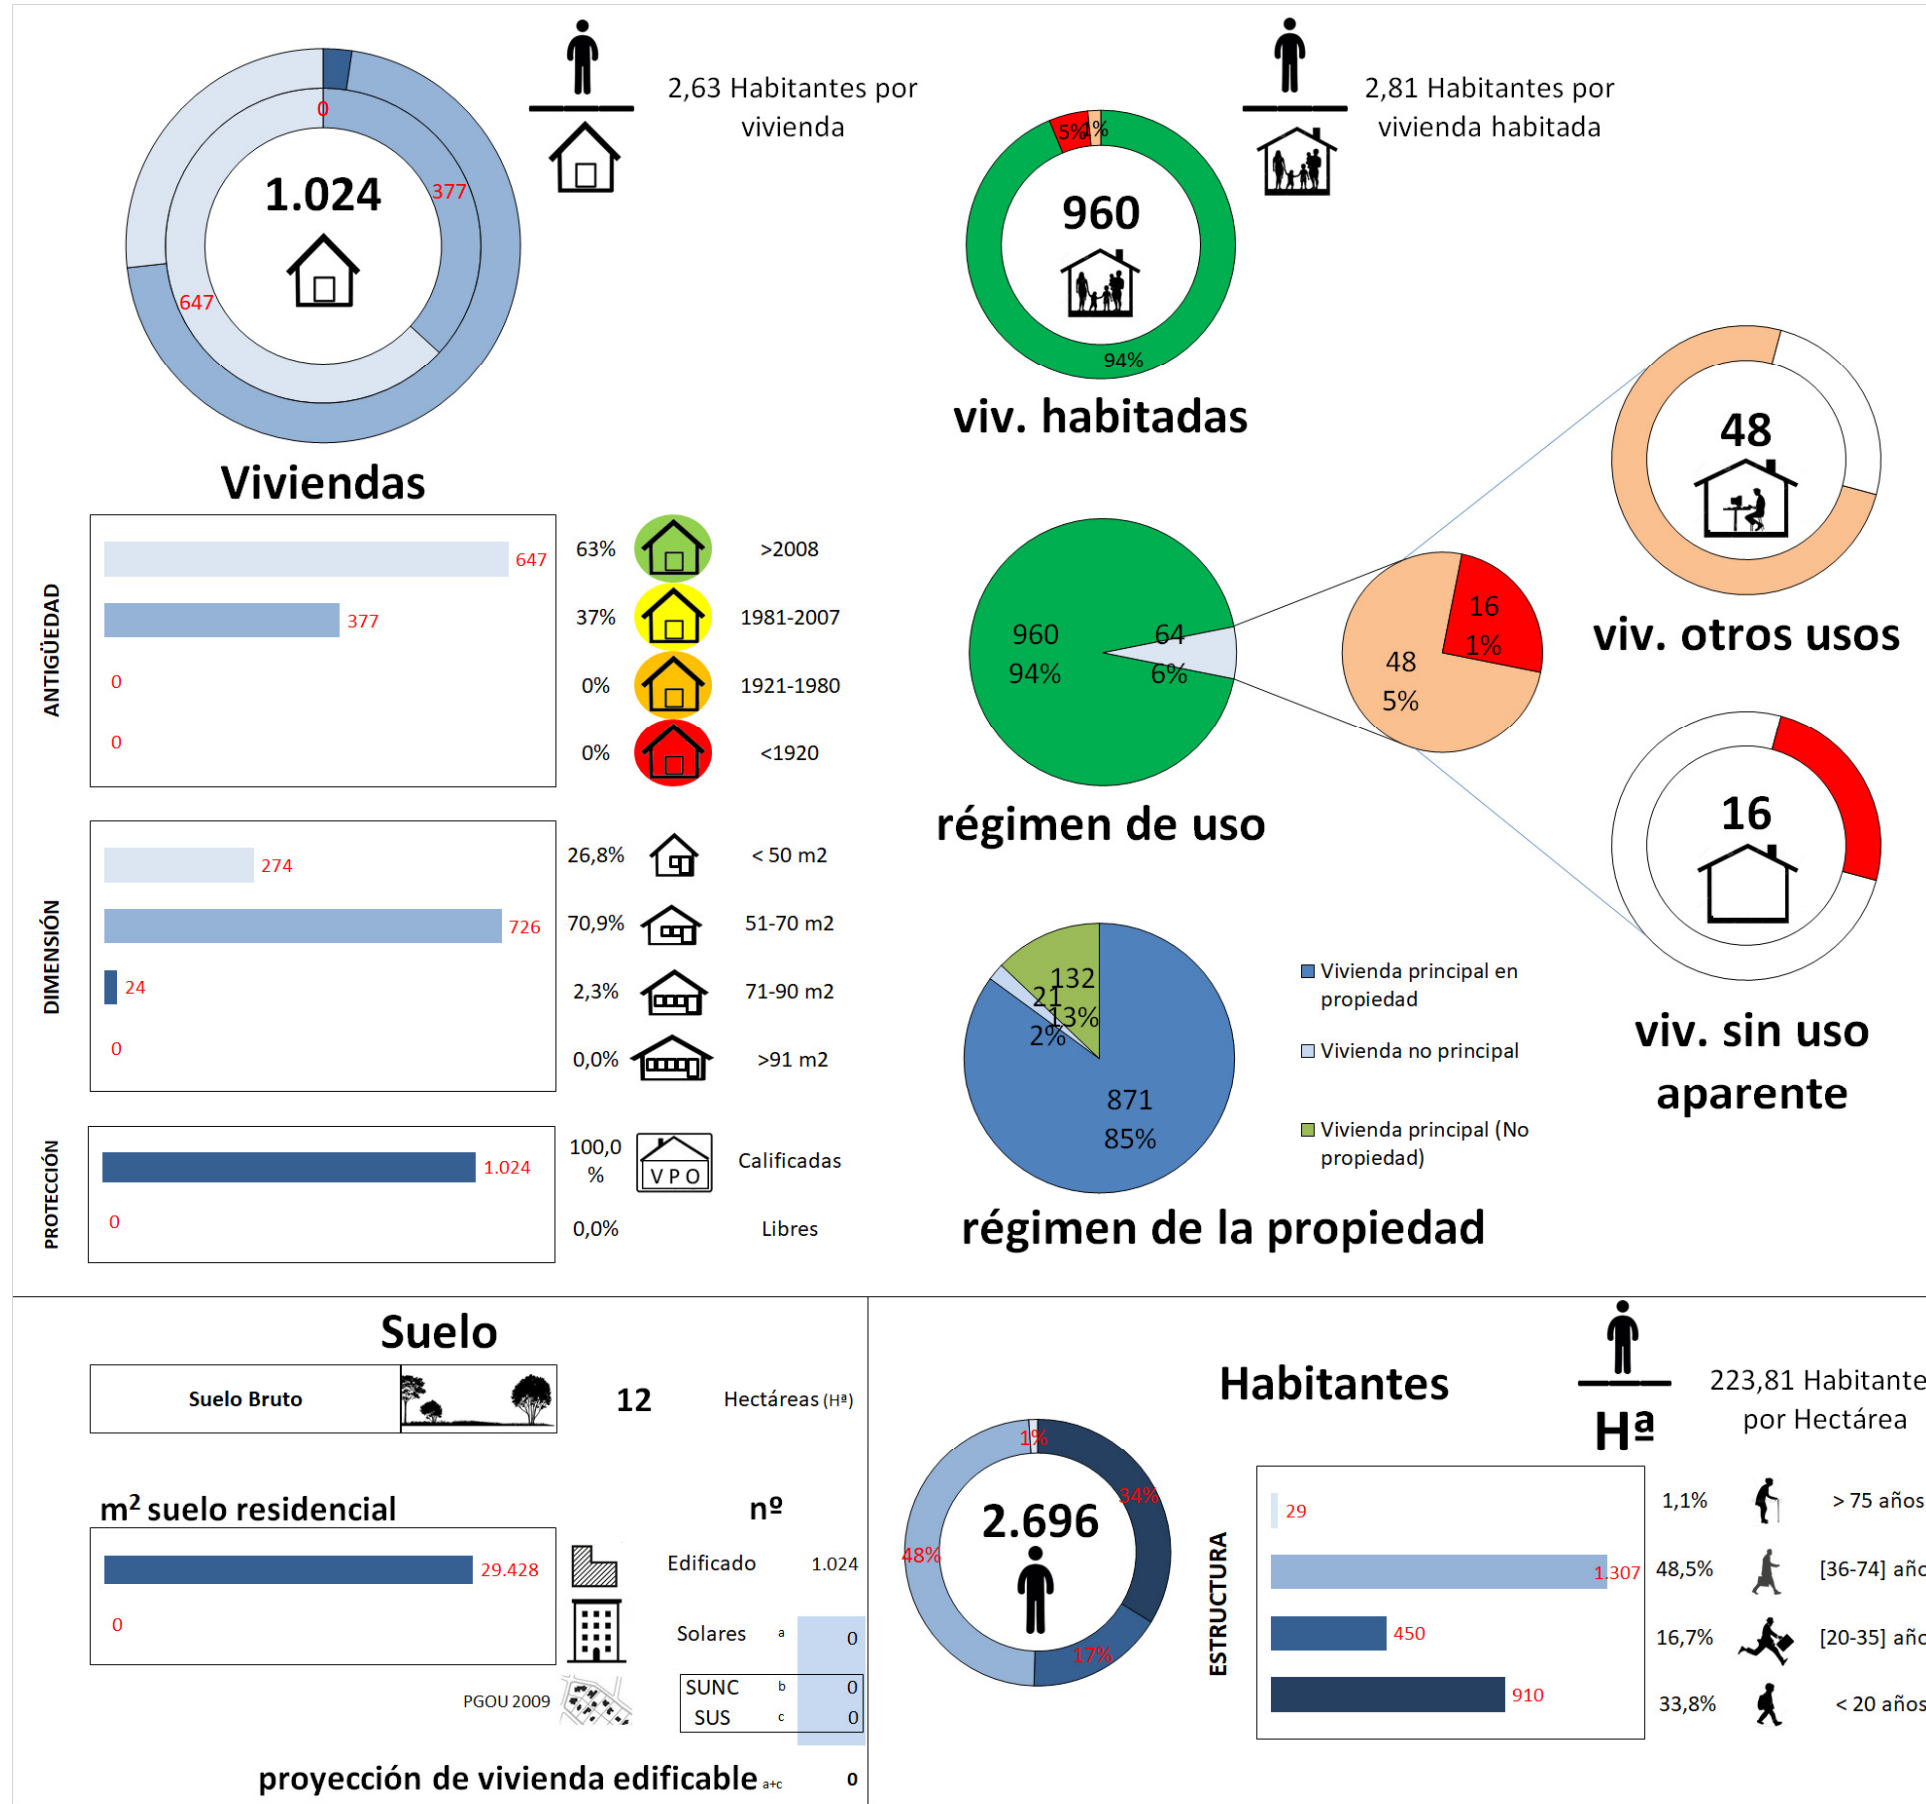 2,63 Habitantes por
vivienda
0
377
647
1.024
Viviendas
2,81 Habitantes por
vivienda habitada
5%
1%
94%
960
viv. habitadas
ANTIGÜEDAD
647
63%
>2008
377
37%
1981-2007
0
0%
1921-1980
0
0%
<1920
DIMENSIÓN
274
26,8%
< 50 m2
726
70,9%
51-70 m2
24
2,3%
71-90 m2
0
0,0%
>91 m2
PROTECCIÓN
1.024
100,0
%
VPO
Calificadas
0
0,0%
Libres
960
94%
64
6%
48
5%
16
1%
régimen de uso
48
viv. otros usos
16
viv. sin uso
aparente
132
13%
21
2%
871
85%
Vivienda principal en
propiedad
Vivienda no principal
Vivienda principal (No
propiedad)
régimen de la propiedad
Suelo
Suelo Bruto
12
Hectáreas (Hª)
m2 suelo residencial
nº
29.428
Edificado
1.024
0
Solares a
0
PGOU 2009
SUNC b
0
SUS c
0
proyección de vivienda edificable a+c
0
Habitantes
Hª
223,81 Habitante
por Hectárea
1%
34%
48%
17%
2.696
ESTRUCTURA
29
1,1%
> 75 años
1.307
48,5%
[36-74] año
450
16,7%
[20-35] año
910
33,8%
< 20 años